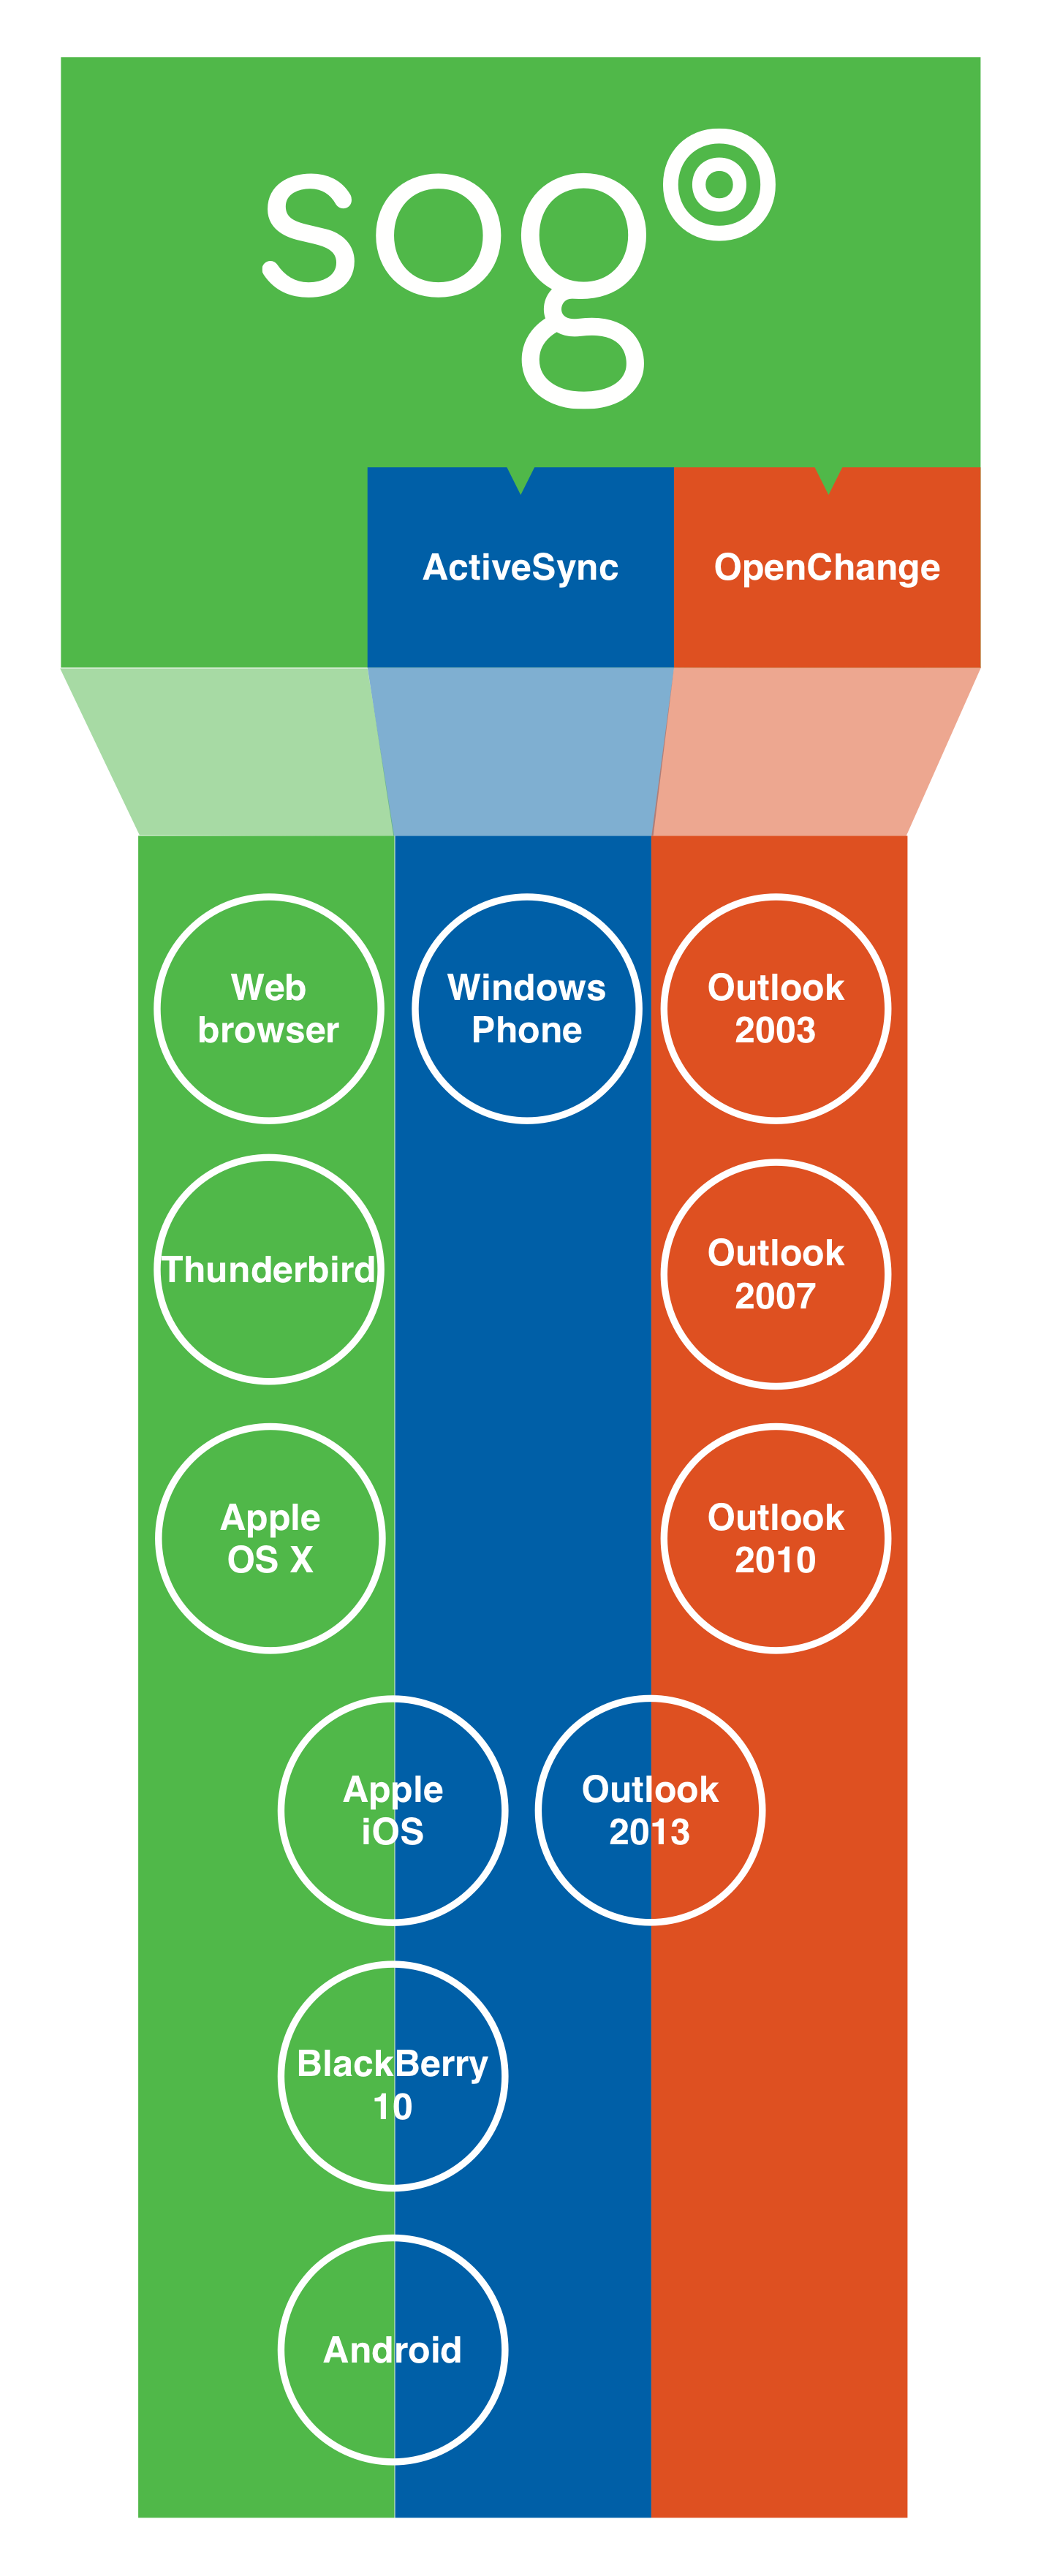 sogo
ActiveSync
OpenChange
Web
browser
Windows
Phone
Outlook
2003
Thunderbird
Outlook
2007
Apple
OS X
Outlook
2010
Apple
iOS
Outlook
2013
BlackBerry
10
Android